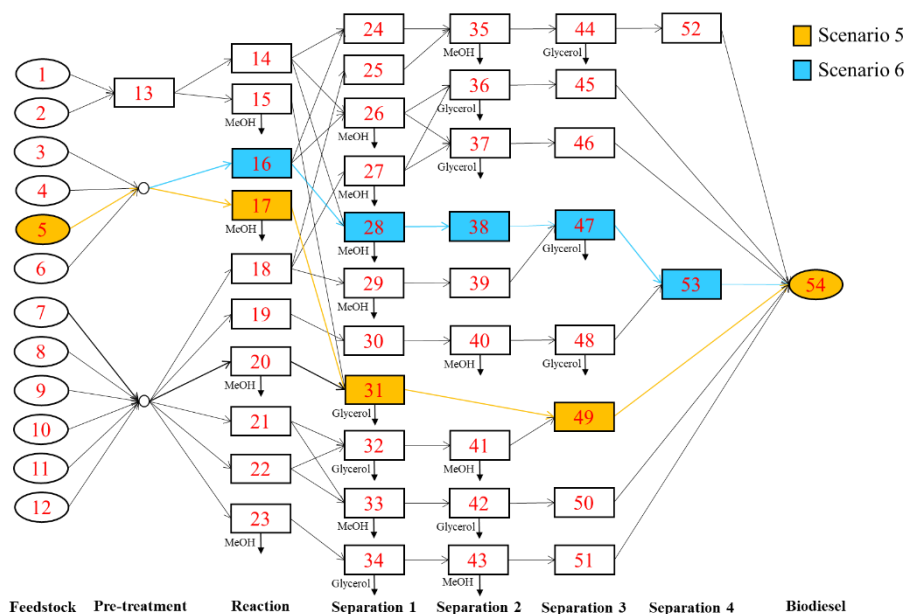 24
35
44
52
Scenario 5
Scenario 6
1
14
MeOH
Glycerol
25
13
15
36
45
2
MeOH
26
Glycerol
3
MeOH
37
46
16
27
Glycerol
4
MeOH
17
5
28
38
47
MeOH
MeOH
Glycerol
6
18
29
39
53
54
7
MeOH
19
30
40
48
8
20
MeOH
Glycerol
9
MeOH
31
49
10
21
Glycerol
32
41
11
22
Glycerol
MeOH
12
33
42
50
23
MeOH
Glycerol
MeOH
34
43
51
Glycerol
MeOH
Feedstock Pre-treatment Reaction Separation 1 Separation 2 Separation 3 Separation 4 Biodiesel